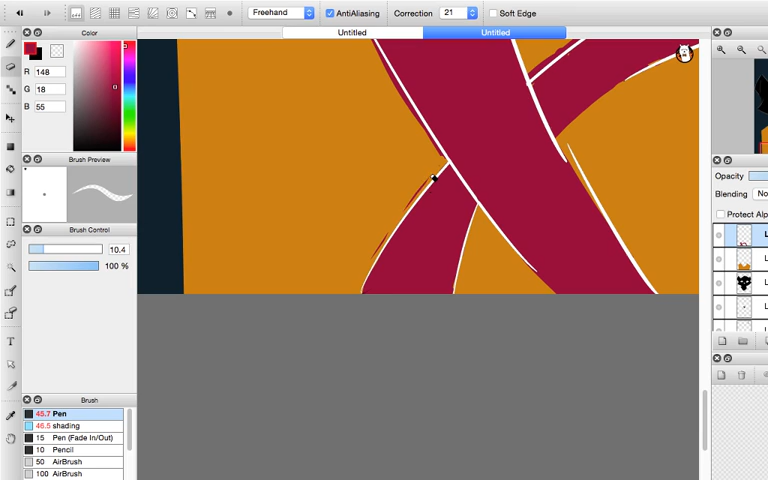 Freehand AntiAliasing Correction 21 Soft Edge
Untitled Untitled
Color
R 148
G 18
B 55
Brush Preview
Brush Control
10.4
100 %
Brush
45.7 Pen
46.5 shading
15 Pen (Fade In/Out)
10 Pencil
50 AirBrush
100 AirBrush
T
Opacity
Blending
Protect